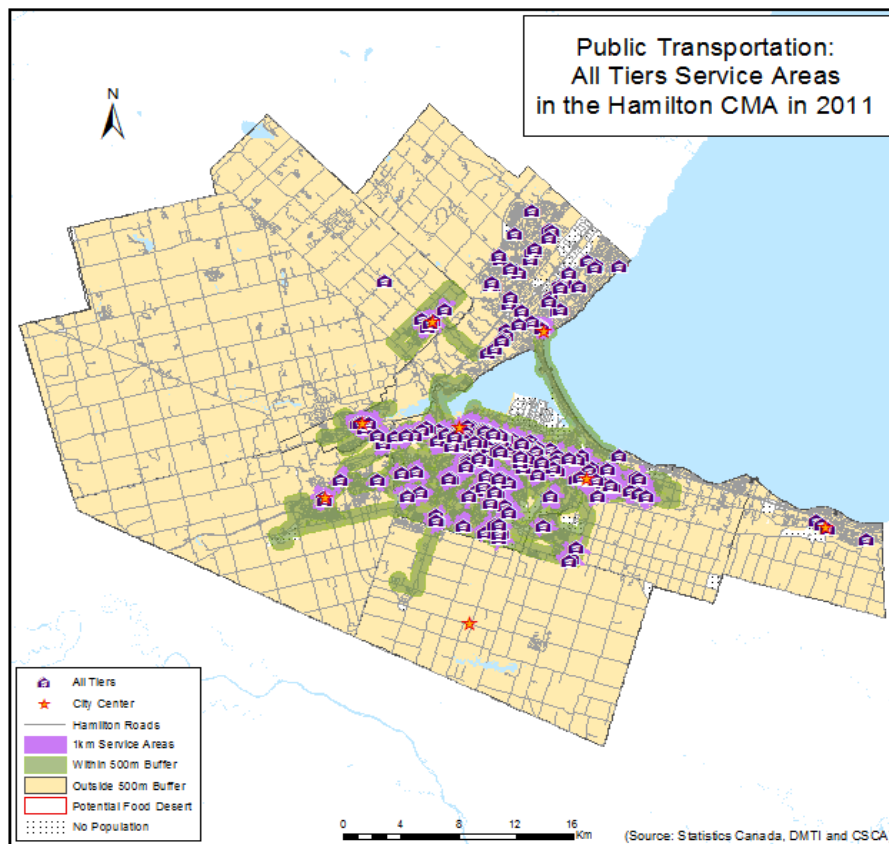 Public Transportation:
All Tiers Service Areas
in the Hamilton CMA in 2011
N
All Tiers
City Center
Hamilton Roads
1km Service Areas
Within 500m Buffer
Outside 500m Buffer
Potential Food Desert
No Population
0 4 8 12 16
Km
(Source: Statistics Canada, DMTI and CSCA